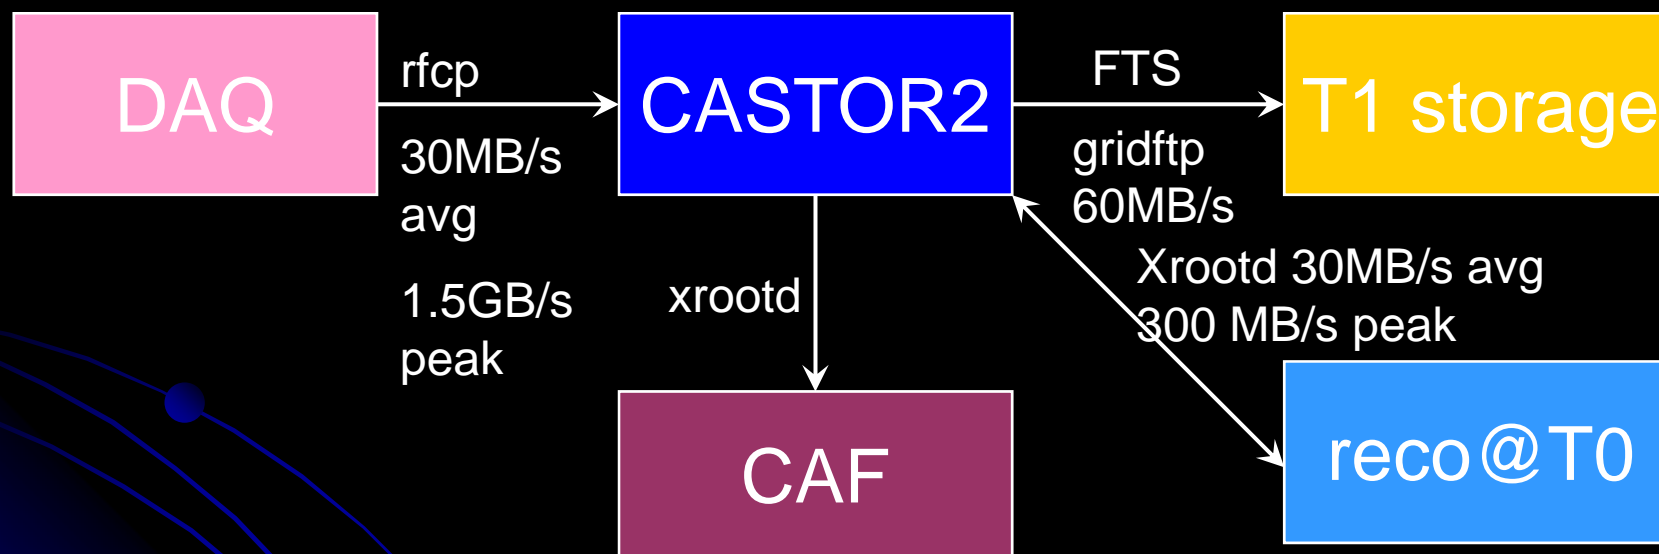 DAQ
rfcp
30MB/s
avg
1.5GB/s
peak
CASTOR2
FTS
gridftp
60MB/s
T1 storage
xrootd
Xrootd 30MB/s avg
300 MB/s peak
CAF
reco@T0